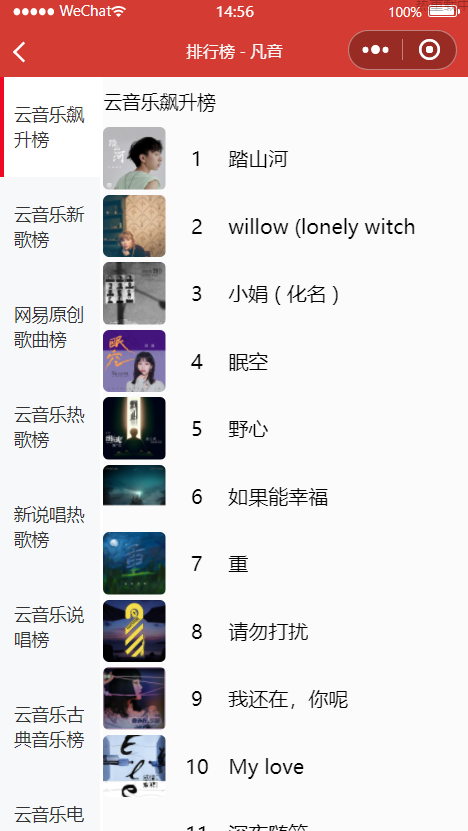 WeChat
14:56
100%
排行榜 - 凡音
云音乐飙
升榜
云音乐新
歌榜
网易原创
歌曲榜
云音乐热
歌榜
新说唱热
歌榜
云音乐说
唱榜
云音乐古
典音乐榜
云音乐电
云音乐飙升榜
1 踏山河
2 willow (lonely witch
3 小娟(化名)
4 眠空
5 野心
6 如果能幸福
7 重
8 请勿打扰
9 我还在，你呢
10 My love
11 深夜随笔